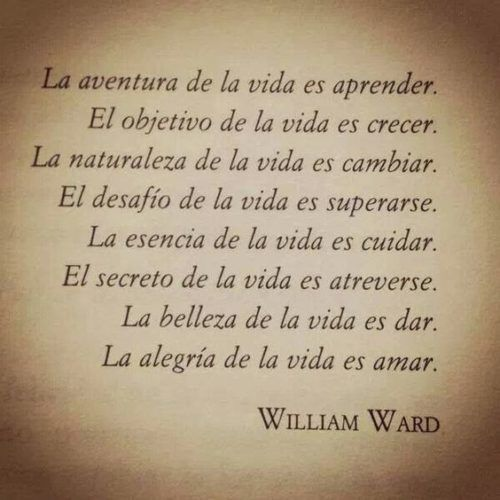 La aventura de la vida es aprender.
El objetivo de la vida es crecer.
La naturaleza de la vida es cambiar.
El desafío de la vida es superarse.
La esencia de la vida es cuidar.
El secreto de la vida es atreverse.
La belleza de la vida es dar.
La alegría de la vida es amar.
WILLIAM WARD